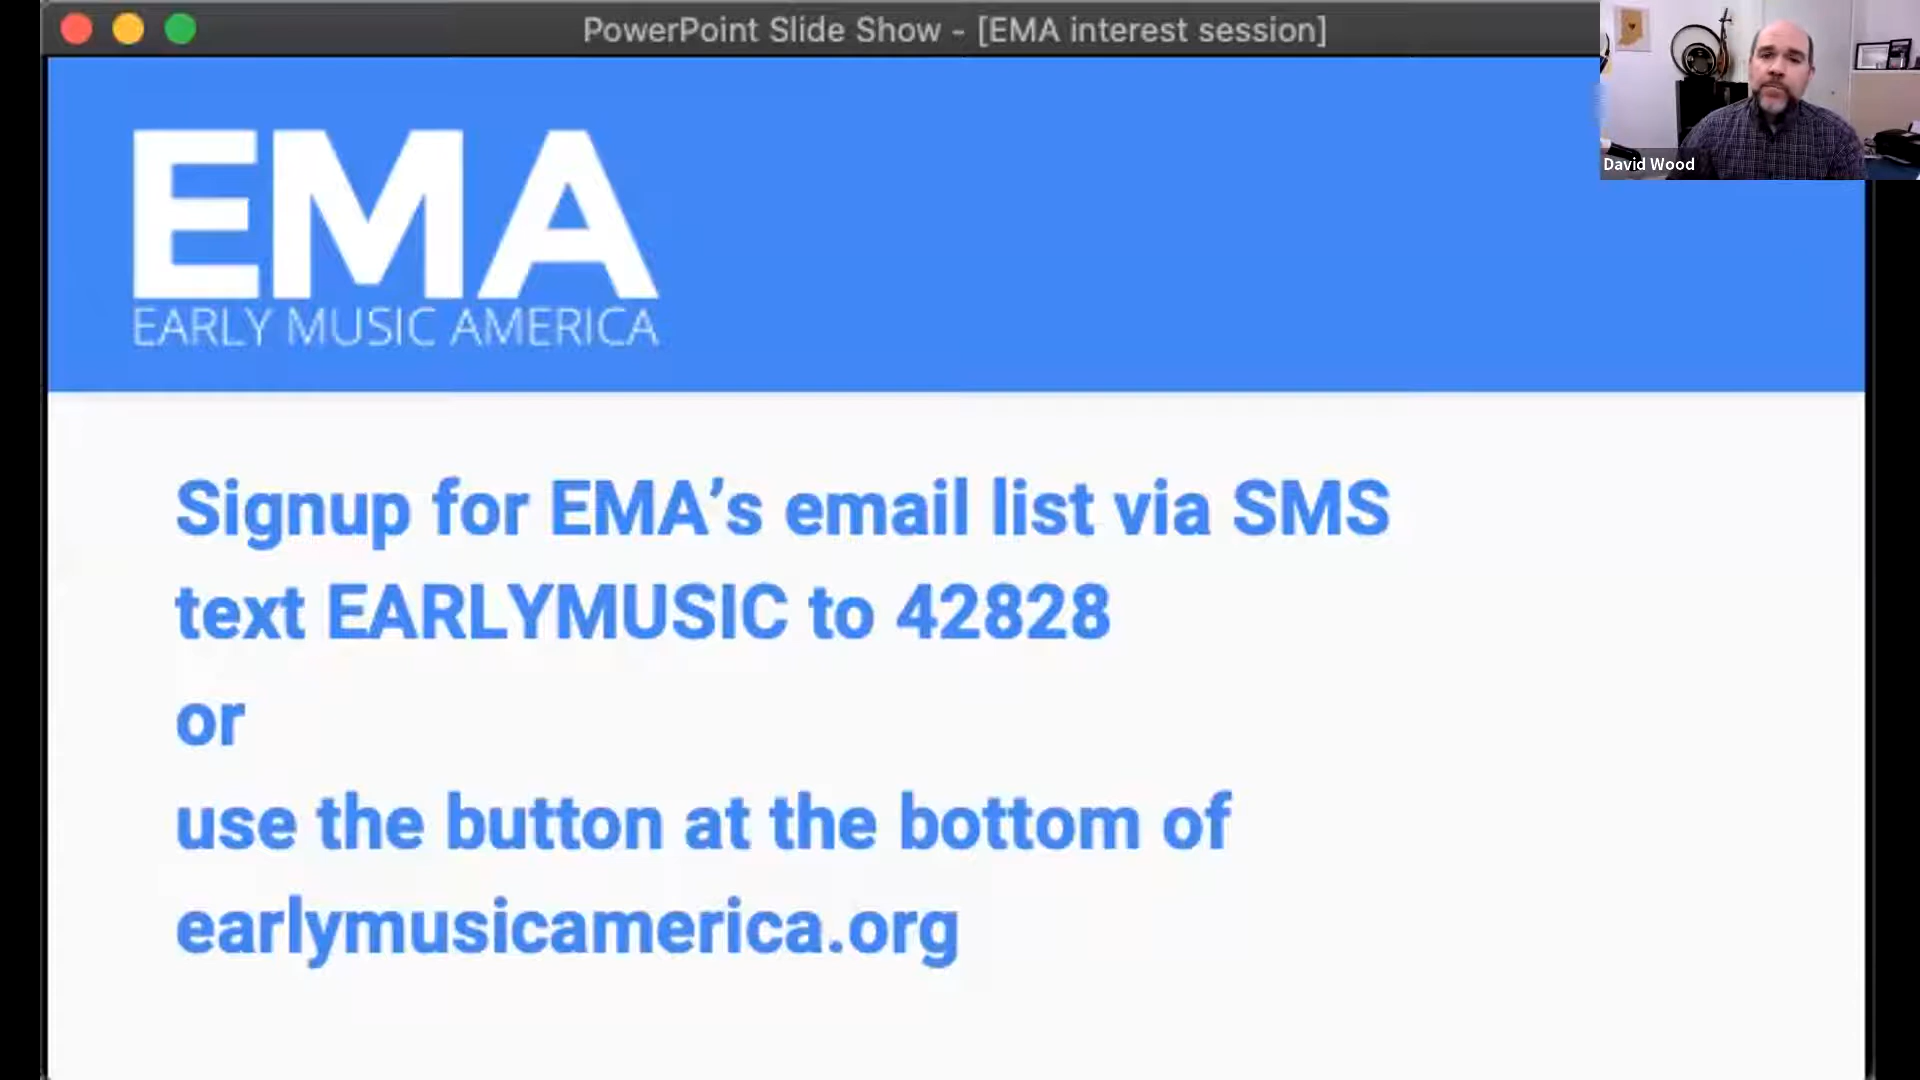 PowerPoint Slide Show - [EMA interest session]
David Wood
EMA
EARLY MUSIC AMERICA
Signup for EMA’s email list via SMS
text EARLYMUSIC to 42828
or
use the button at the bottom of
earlymusicamerica.org